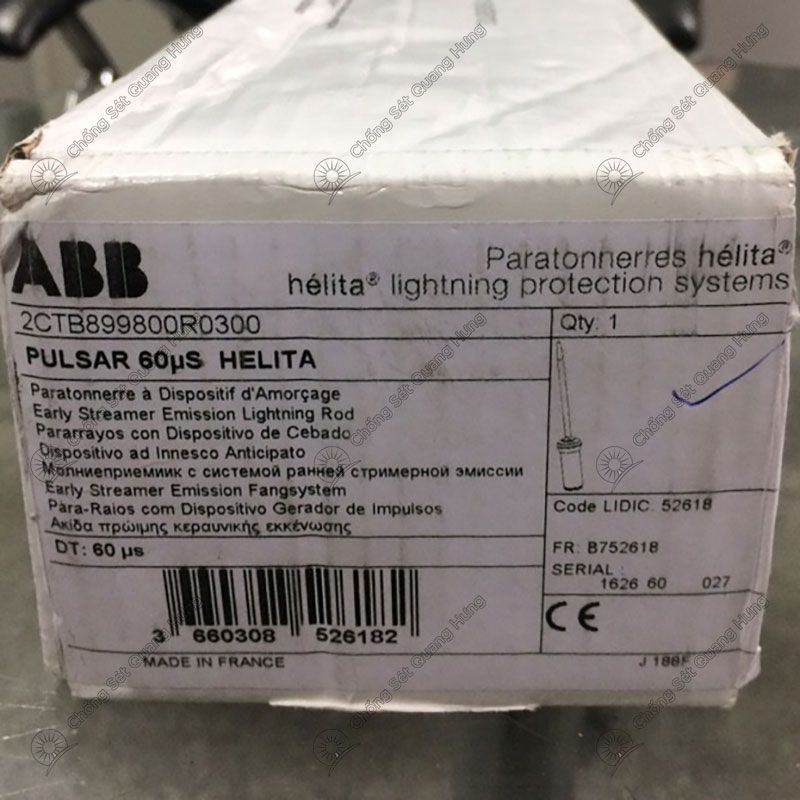 ABB
Paratonnerres hélita®
hélita® lightning protection systems
2CTB899800R0300
Qty: 1
PULSAR 60µS HELITA
Paratonnerre à Dispositif d'Amorçage
Early Streamer Emission Lightning Rod
Pararrayos con Dispositivo de Cebado
Dispositivo ad Innesco Anticipato
Молниеприемиик с системой ранней стримерной эмиссии
Early Streamer Emission Fangsystem
Pàra-Raios com Dispositivo Gerador de Impulsos
Ακίδα πρώιμης κεραυνικής εκκένωσης
DT: 60 µs
Code LIDIC. 52618
FR: B752618
SERIAL :
1626 60 027
3 660308 526182
CE
MADE IN FRANCE
J 188F
Chống Sét Quang Hưng